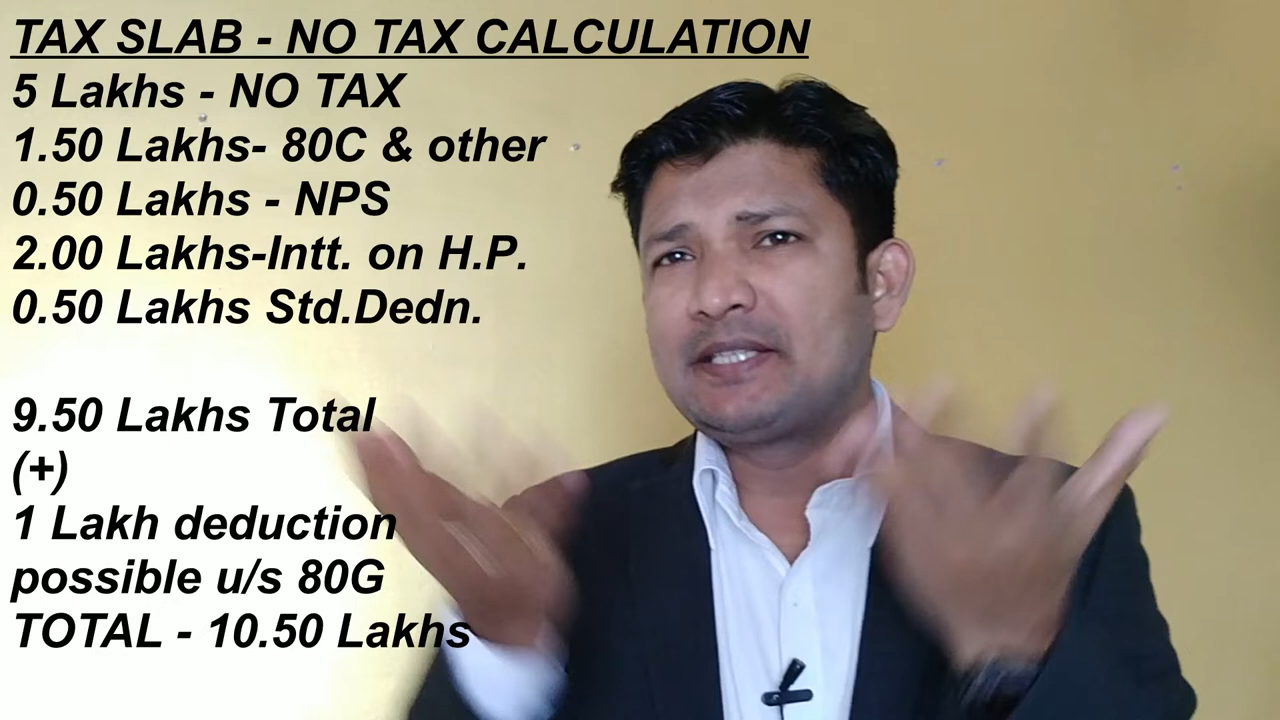 TAX SLAB - NO TAX CALCULATION
5 Lakhs - NO TAX
1.50 Lakhs- 80C & other
0.50 Lakhs - NPS
2.00 Lakhs-Intt. on H.P.
0.50 Lakhs Std.Dedn.
9.50 Lakhs Total
(+)
1 Lakh deduction
possible u/s 80G
TOTAL - 10.50 Lakhs